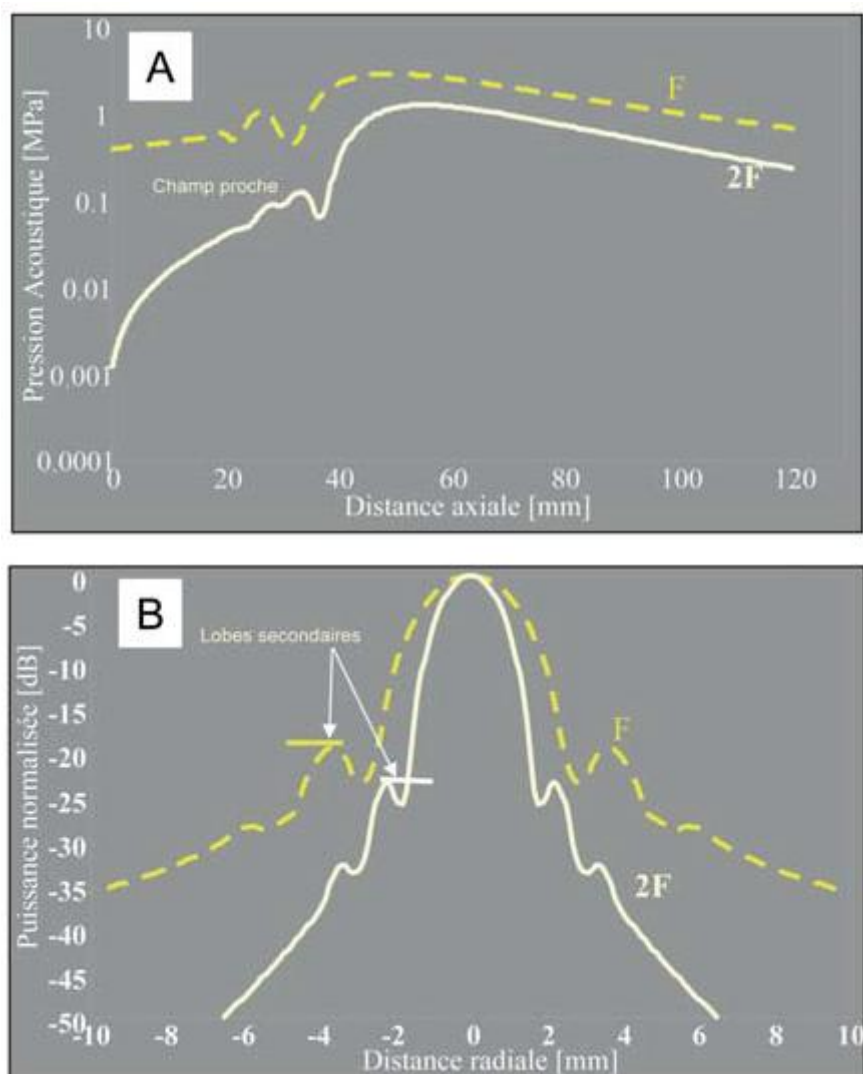 A
Pression Acoustique [MPa]
10
1
0.1
0.01
0.001
0.0001
Champ proche
F
2F
0
20
40
60
80
100
120
Distance axiale [mm]
B
Puissance normalisée [dB]
0
-5
-10
-15
-20
-25
-30
-35
-40
-45
-50
Lobes secondaires
F
2F
-10
-8
-6
-4
-2
0
2
4
6
8
10
Distance radiale [mm]